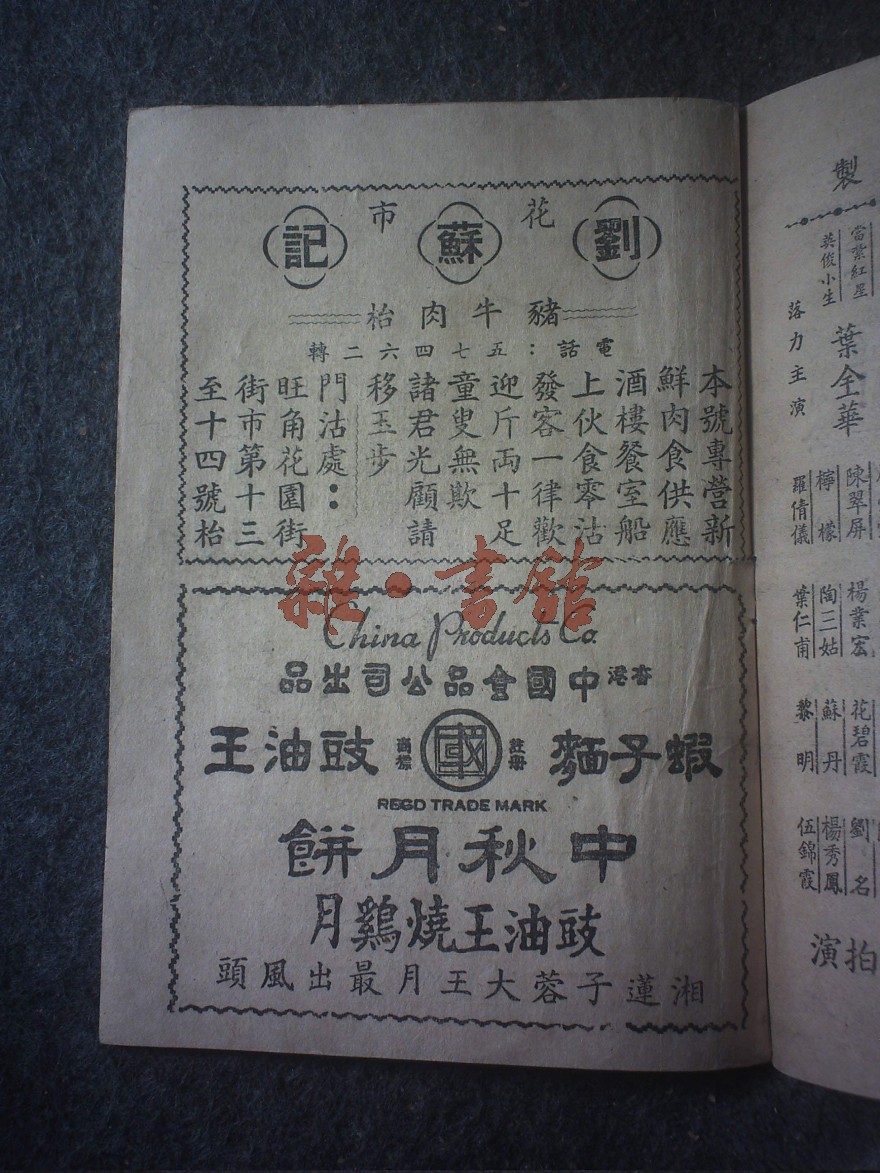 花市
劉蘇記
豬牛肉枱
電話：五七四六二轉
本號專營新
鮮肉食供應
酒樓餐室船
上伙食零沽
發客一律歡
迎斤両十足
童叟無欺
諸君光顧請
移玉步
門沽處：
旺角花園街
街市第十三
至十四號枱
雜·書館
China Products Co.
香港中國會品公司出品
蝦子麵
註冊
國
商標
豉油王
REGD TRADE MARK
中秋月餅
豉油王燒鷄月
湘蓮子蓉大王月最出風頭
製
當業紅星
英俊小生
葉全華
落力主演
陳翠屏
檸檬
羅倩儀
楊業宏
陶三姑
葉仁甫
花碧霞
蘇丹
黎明
劉名
楊秀鳳
伍錦霞
拍演